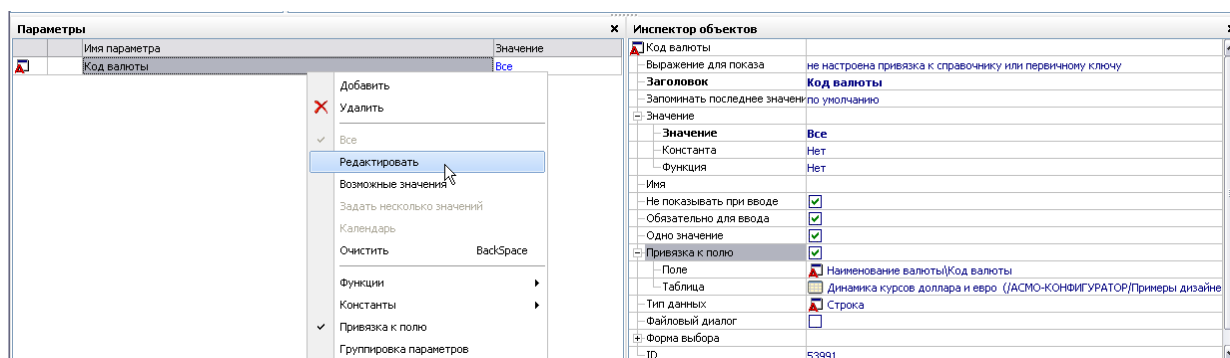 Параметры
Имя параметра Значение
Код валюты Все
Добавить
Удалить
Все
Редактировать
Возможные значения
Задать несколько значений
Календарь
Очистить BackSpace
Функции
Константы
Привязка к полю
Группировка параметров
Инспектор объектов
Код валюты
Выражение для показа не настроена привязка к справочнику или первичному ключу
Заголовок Код валюты
Запоминать последнее значени по умолчанию
Значение
Значение Все
Константа Нет
Функция Нет
Имя
Не показывать при вводе
Обязательно для ввода
Одно значение
Привязка к полю
Поле Наименование валюты\Код валюты
Таблица Динамика курсов доллара и евро (/АСМО-КОНФИГУРАТОР/Примеры дизайне
Тип данных Строка
Файловый диалог
Форма выбора
ID 53991